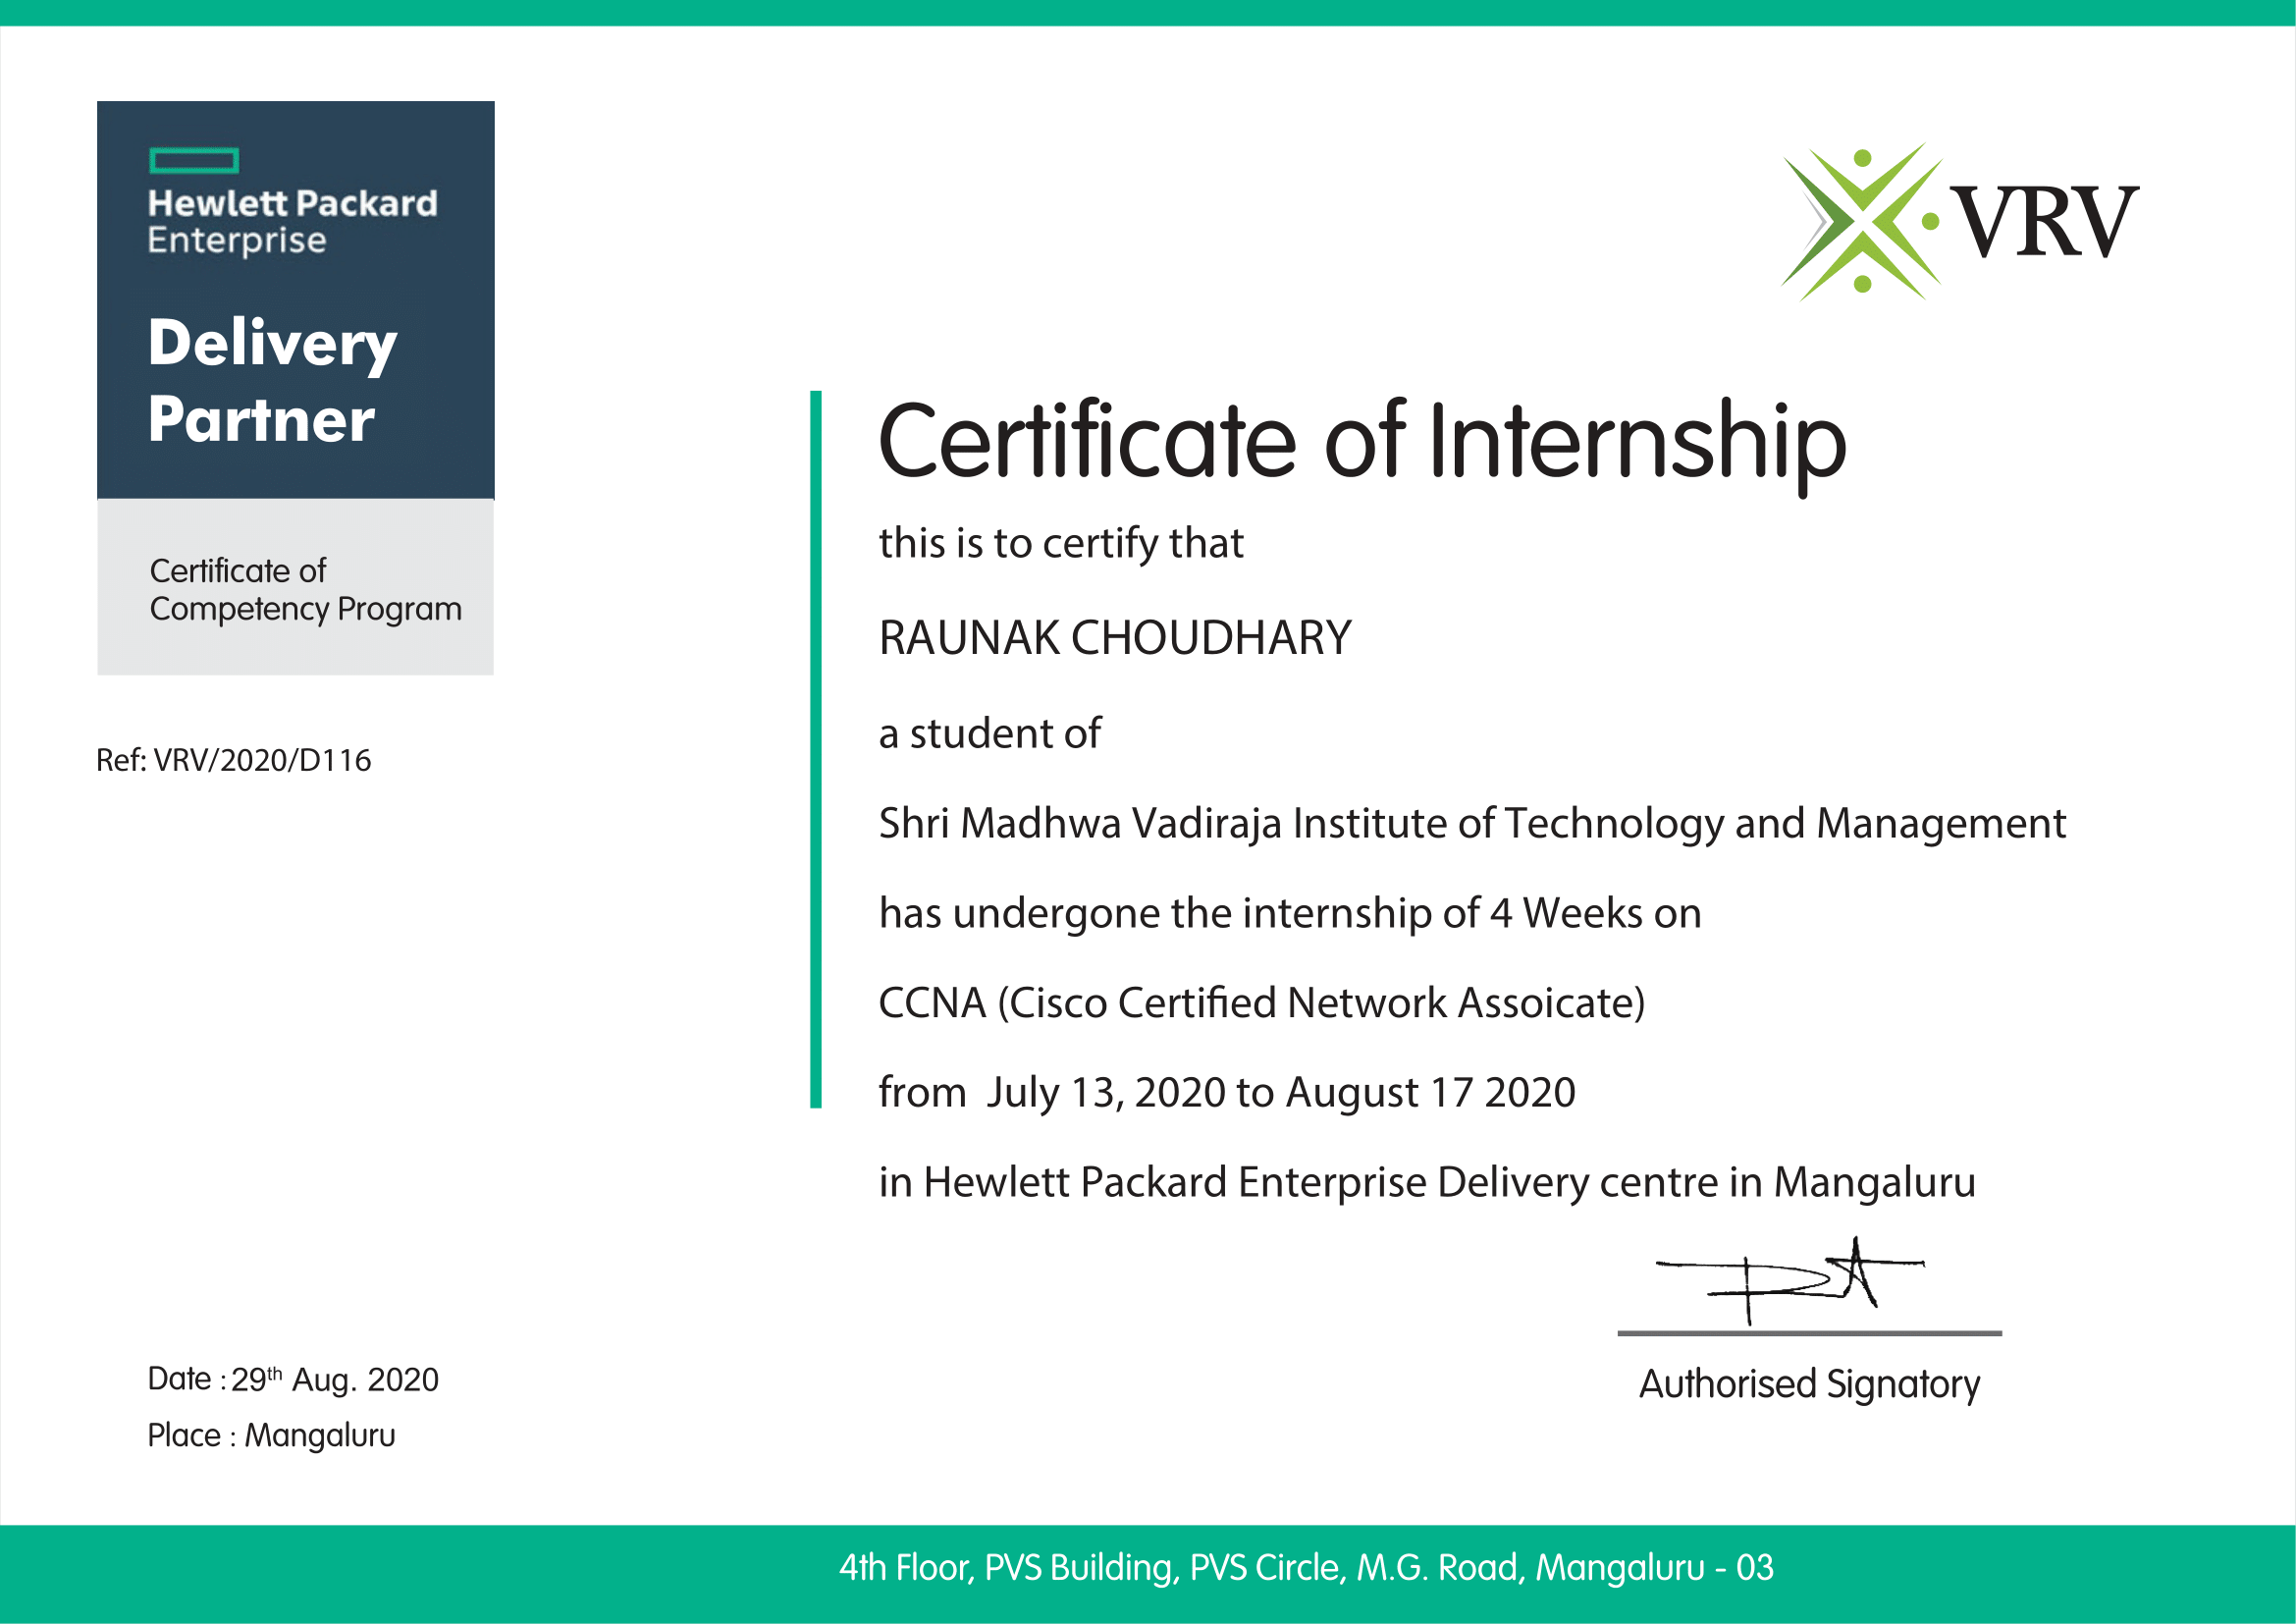 Hewlett Packard
Enterprise
Delivery
Partner
Certificate of
Competency Program
Ref: VRV/2020/D116
VRV
Certificate of Internship
this is to certify that
RAUNAK CHOUDHARY
a student of
Shri Madhwa Vadiraja Institute of Technology and Management
has undergone the internship of 4 Weeks on
CCNA (Cisco Certified Network Assoicate)
from July 13, 2020 to August 17 2020
in Hewlett Packard Enterprise Delivery centre in Mangaluru
Authorised Signatory
Date : 29th Aug. 2020
Place : Mangaluru
4th Floor, PVS Building, PVS Circle, M.G. Road, Mangaluru - 03